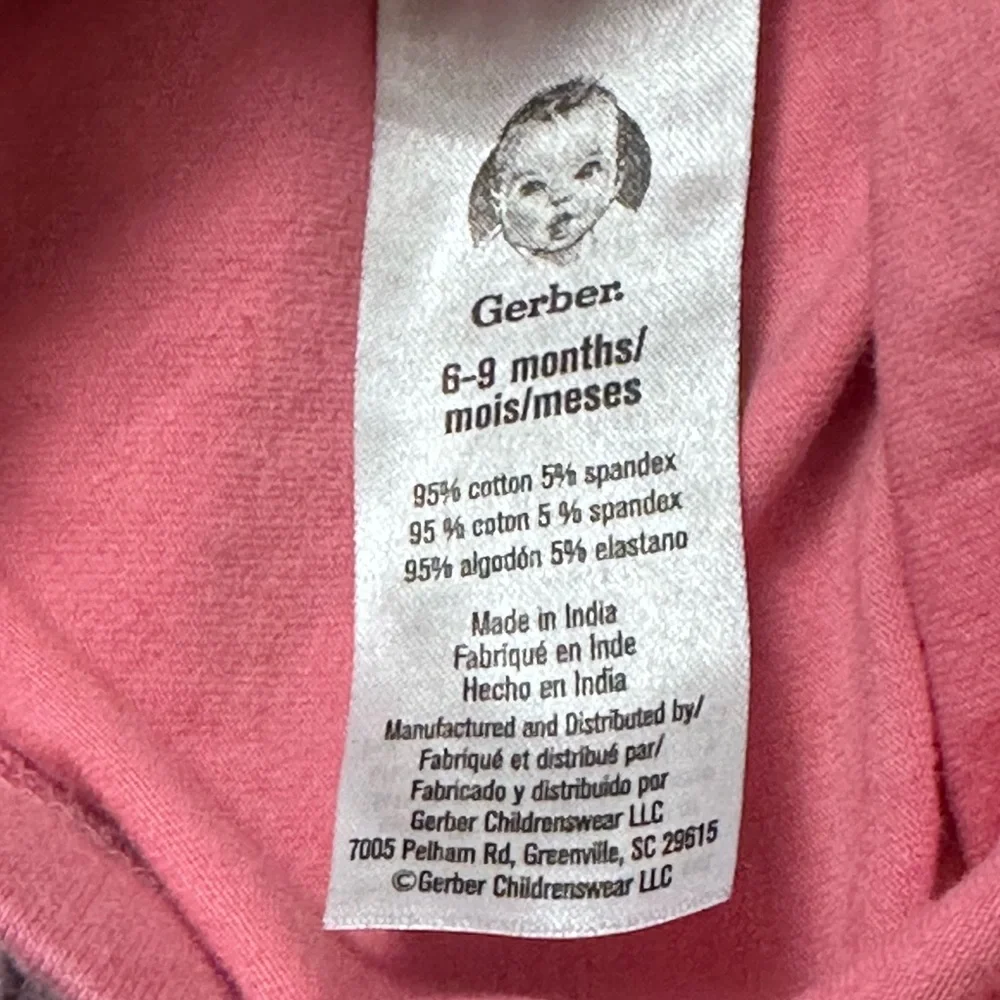 Gerber.
6-9 months/
mois/meses
95% cotton 5% spandex
95 % coton 5 % spandex
95% algodón 5% elastano
Made in India
Fabriqué en Inde
Hecho en India
Manufactured and Distributed by/
Fabriqué et distribué par/
Fabricado y distribuido por
Gerber Childrenswear LLC
7005 Pelham Rd, Greenville, SC 29615
©Gerber Childrenswear LLC